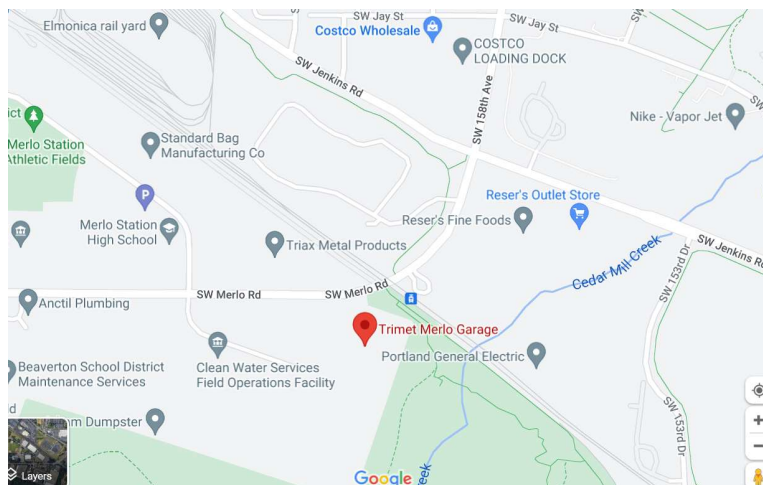 SW Jay St
SW Jay St
Elmonica rail yard
Costco Wholesale
COSTCO
LOADING DOCK
SW Jenkins Rd
SW 158th Ave
Nike - Vapor Jet
ict
Merlo Station
Athletic Fields
Standard Bag
Manufacturing Co
P
Merlo Station
High School
Reser's Outlet Store
Reser's Fine Foods
Triax Metal Products
SW Jenkins Rd
Cedar Mill Creek
SW 153rd Dr
SW Merlo Rd
SW Merlo Rd
Anctil Plumbing
Trimet Merlo Garage
Portland General Electric
Clean Water Services
Field Operations Facility
Beaverton School District
Maintenance Services
m Dumpster
SW 153rd Dr
Layers
Google
eek